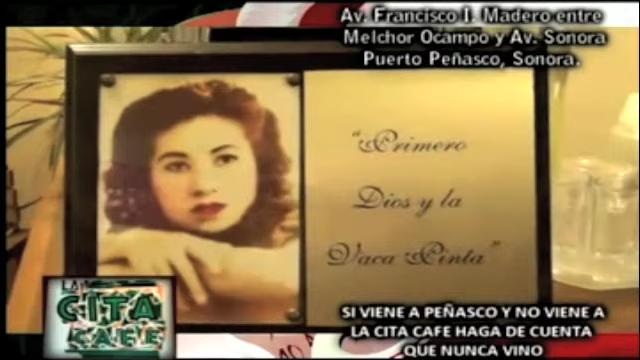 Av. Francisco I. Madero entre
Melchor Ocampo y Av. Sonora
Puerto Peñasco, Sonora.
"Primero
Dios y la
Vaca Pinta"
LA
CITA
CAFE
SI VIENE A PEÑASCO Y NO VIENE A
LA CITA CAFE HAGA DE CUENTA
QUE NUNCA VINO